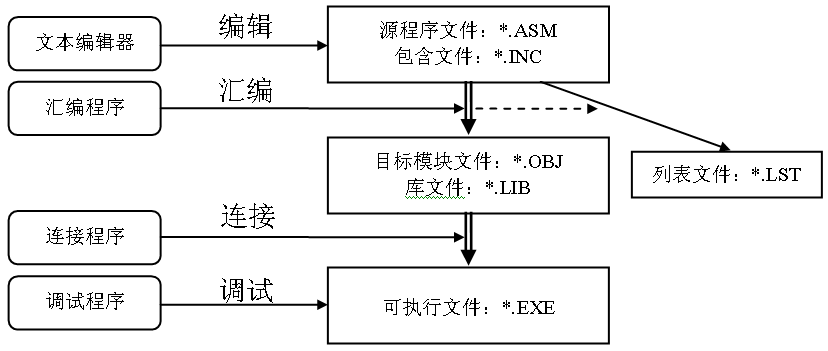 文本编辑器
编辑
源程序文件：*.ASM
包含文件：*.INC
汇编程序
汇编
目标模块文件：*.OBJ
库文件：*.LIB
列表文件：*.LST
连接程序
连接
调试程序
调试
可执行文件：*.EXE